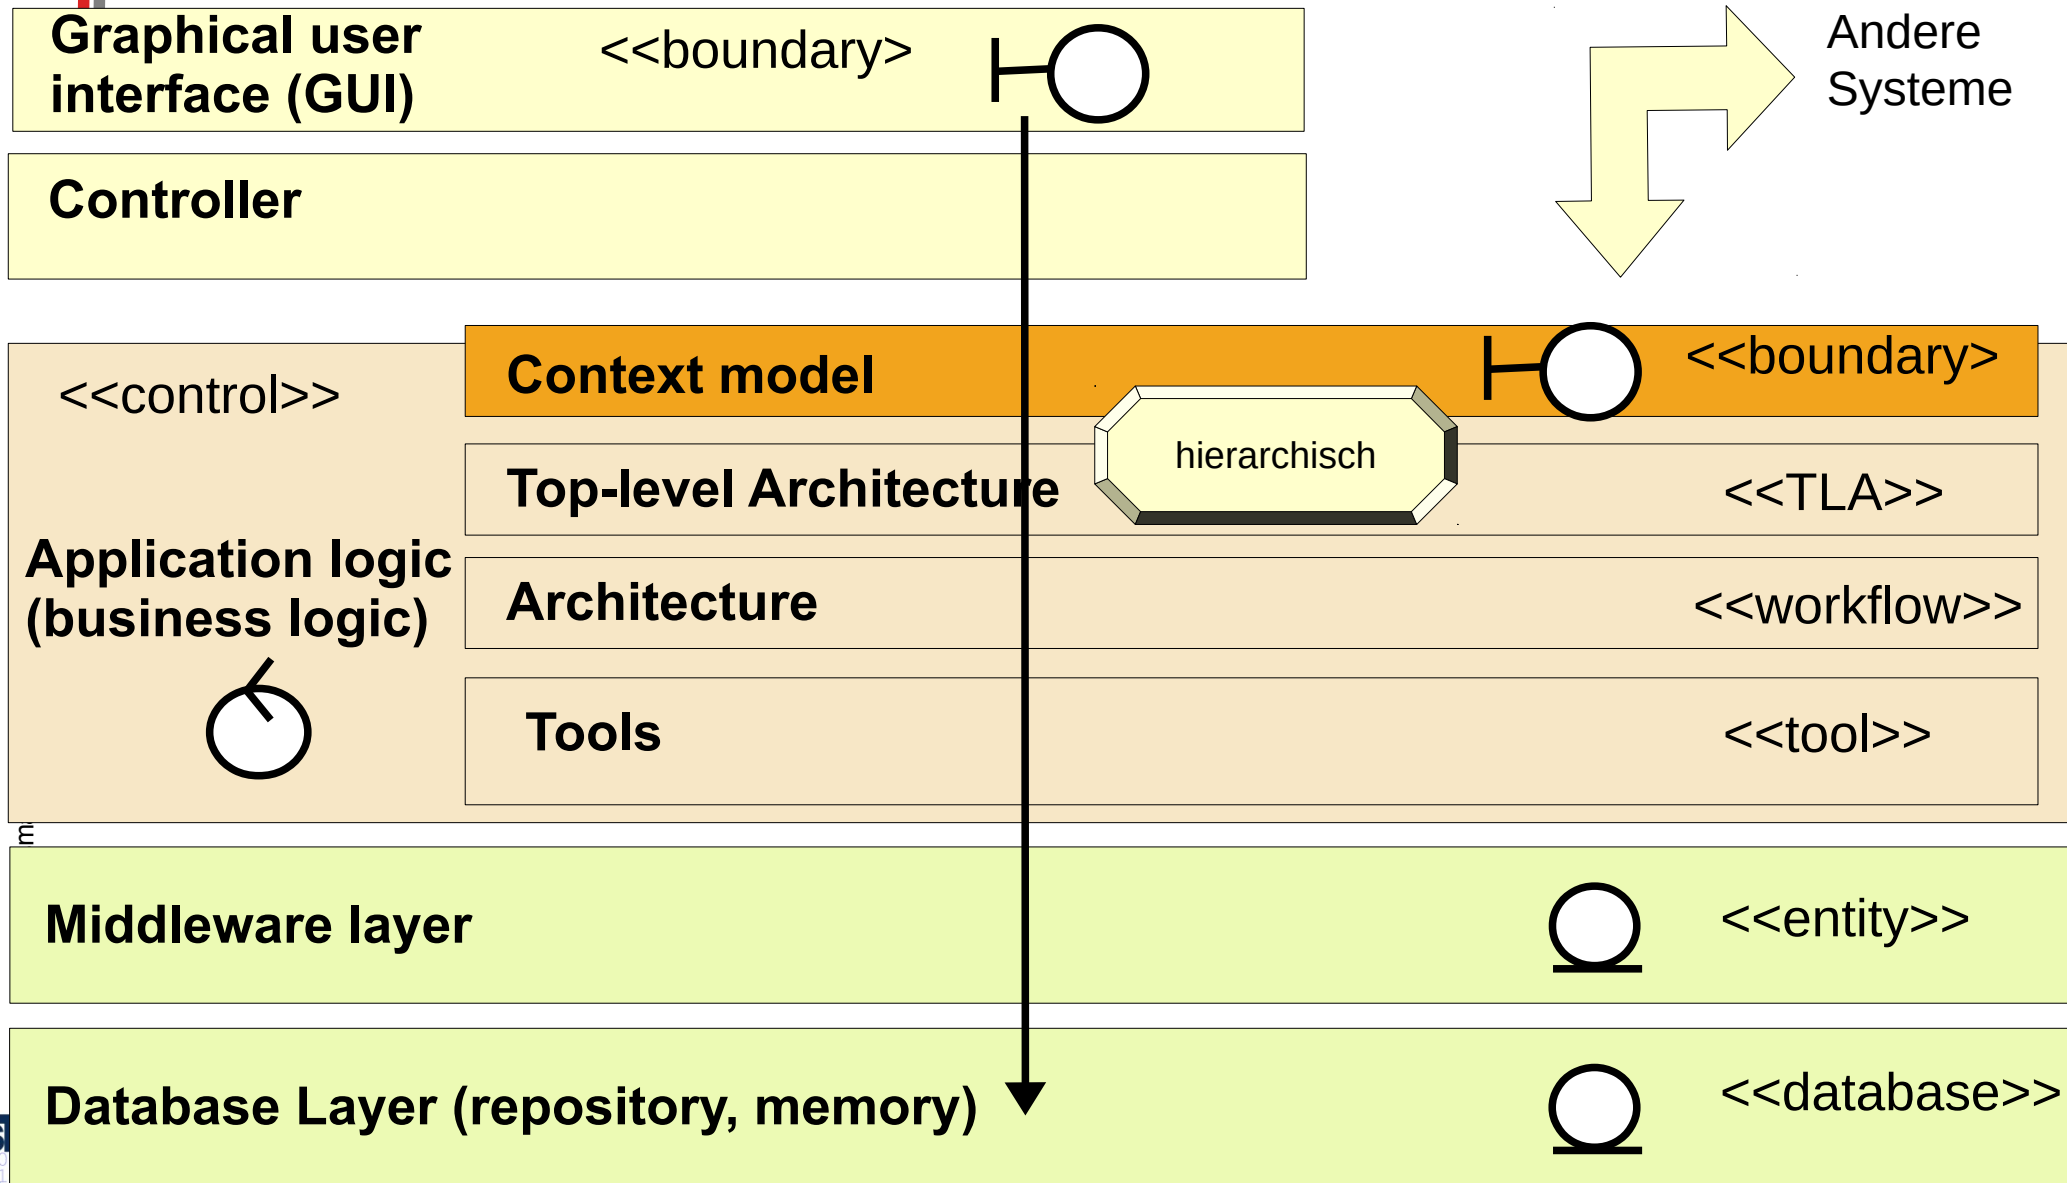 Graphical user
interface (GUI)
<<boundary>
Andere
Systeme
Controller
<<control>>
Context model
<<boundary>
hierarchisch
Top-level Architecture
<<TLA>>
Application logic
(business logic)
Architecture
<<workflow>>
Tools
<<tool>>
m
Middleware layer
<<entity>>
Database Layer (repository, memory)
<<database>>